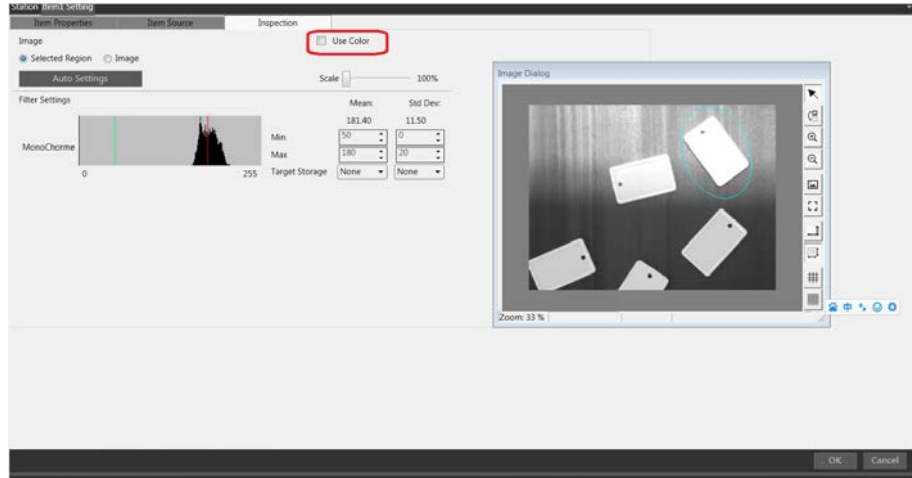 Station Item1 Setting
Item Properties Item Source Inspection
Image Use Color
Selected Region Image
Auto Settings Scale 100%
Filter Settings Mean: Std Dev:
181.40 11.50
Min 50 0
MonoChorme Max 180 20
0 255 Target Storage None None
Image Dialog
中
Zoom: 33 %
OK Cancel